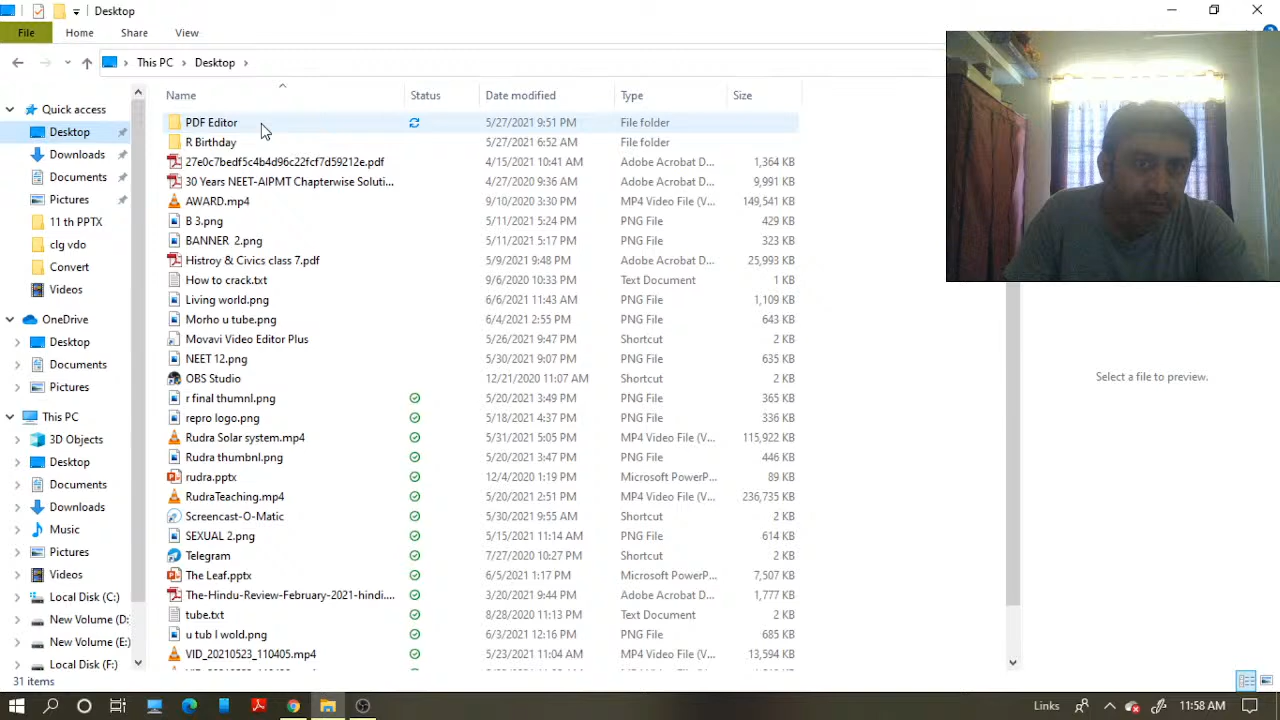 Desktop
File Home Share View
This PC Desktop
Name Status Date modified Type Size
Quick access
Desktop
Downloads
Documents
Pictures
11 th PPTX
clg vdo
Convert
Videos
OneDrive
Desktop
Documents
Pictures
This PC
3D Objects
Desktop
Documents
Downloads
Music
Pictures
Videos
Local Disk (C:)
New Volume (D:
New Volume (E:)
Local Disk (F:)
PDF Editor 5/27/2021 9:51 PM File folder
R Birthday 5/27/2021 6:52 AM File folder
27e0c7bedf5c4b4d96c22fcf7d59212e.pdf 4/15/2021 10:41 AM Adobe Acrobat D... 1,364 KB
30 Years NEET-AIPMT Chapterwise Soluti... 4/27/2020 9:36 AM Adobe Acrobat D... 9,991 KB
AWARD.mp4 9/10/2020 3:30 PM MP4 Video File (V... 149,541 KB
B 3.png 5/11/2021 5:24 PM PNG File 429 KB
BANNER 2.png 5/11/2021 5:17 PM PNG File 323 KB
Histroy & Civics class 7.pdf 5/9/2021 9:48 PM Adobe Acrobat D... 25,993 KB
How to crack.txt 9/6/2020 10:33 PM Text Document 1 KB
Living world.png 6/6/2021 11:43 AM PNG File 1,109 KB
Morho u tube.png 6/4/2021 2:55 PM PNG File 643 KB
Movavi Video Editor Plus 5/26/2021 9:47 PM Shortcut 2 KB
NEET 12.png 5/30/2021 9:07 PM PNG File 635 KB
OBS Studio 12/21/2020 11:07 AM Shortcut 2 KB
r final thumnl.png 5/20/2021 3:49 PM PNG File 365 KB
repro logo.png 5/18/2021 4:37 PM PNG File 336 KB
Rudra Solar system.mp4 5/31/2021 5:05 PM MP4 Video File (V... 115,922 KB
Rudra thumbnl.png 5/20/2021 3:47 PM PNG File 446 KB
rudra.pptx 12/4/2020 1:19 PM Microsoft PowerP... 89 KB
RudraTeaching.mp4 5/20/2021 2:51 PM MP4 Video File (V... 236,735 KB
Screencast-O-Matic 5/30/2021 9:55 AM Shortcut 2 KB
SEXUAL 2.png 5/15/2021 11:14 AM PNG File 614 KB
Telegram 7/27/2020 10:27 PM Shortcut 2 KB
The Leaf.pptx 6/5/2021 1:17 PM Microsoft PowerP... 7,507 KB
The-Hindu-Review-February-2021-hindi.... 3/20/2021 9:44 PM Adobe Acrobat D... 1,777 KB
tube.txt 8/28/2020 11:13 PM Text Document 2 KB
u tub l wold.png 6/3/2021 12:16 PM PNG File 685 KB
VID_20210523_110405.mp4 5/23/2021 11:04 AM MP4 Video File (V... 13,594 KB
Select a file to preview.
31 items
Links 11:58 AM